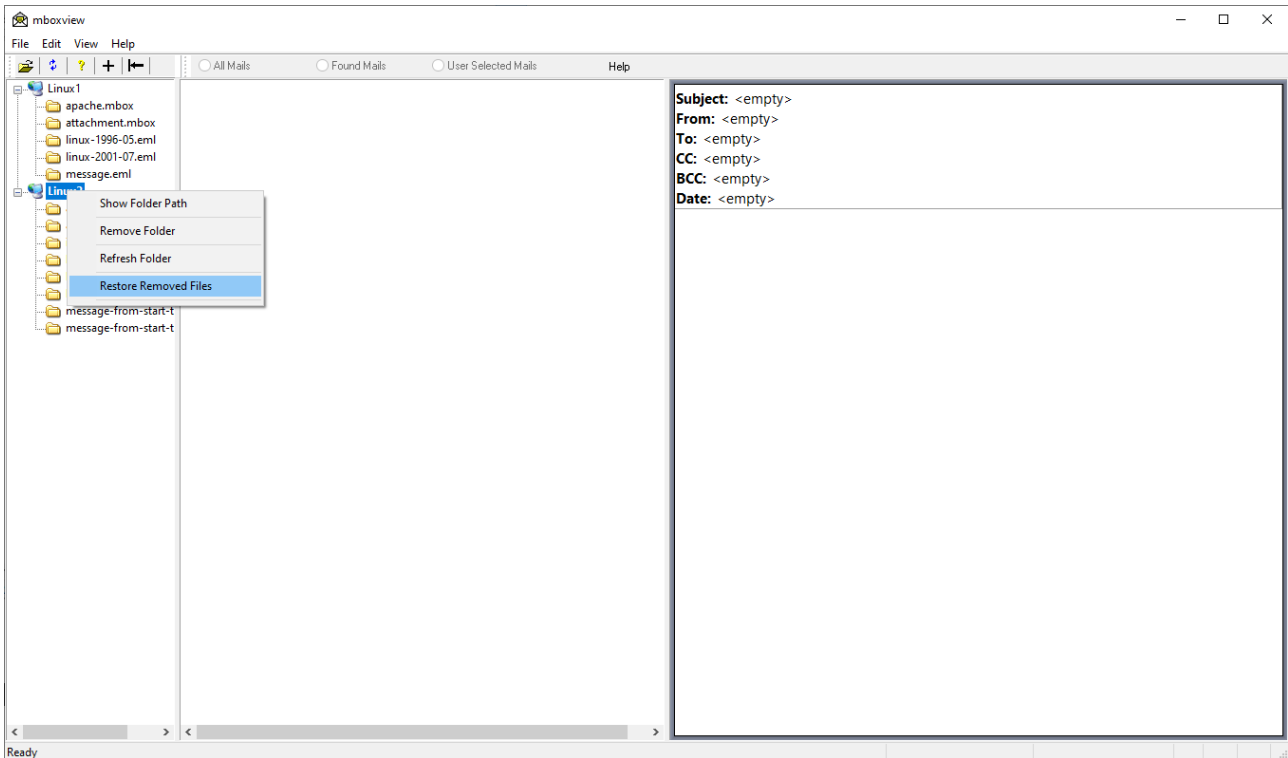 mboxview
File Edit View Help
All Mails Found Mails User Selected Mails Help
Linux1
apache.mbox
attachment.mbox
linux-1996-05.eml
linux-2001-07.eml
message.eml
Show Folder Path
Remove Folder
Refresh Folder
Restore Removed Files
message-from-start-t
message-from-start-t
Subject: <empty>
From: <empty>
To: <empty>
CC: <empty>
BCC: <empty>
Date: <empty>
Ready